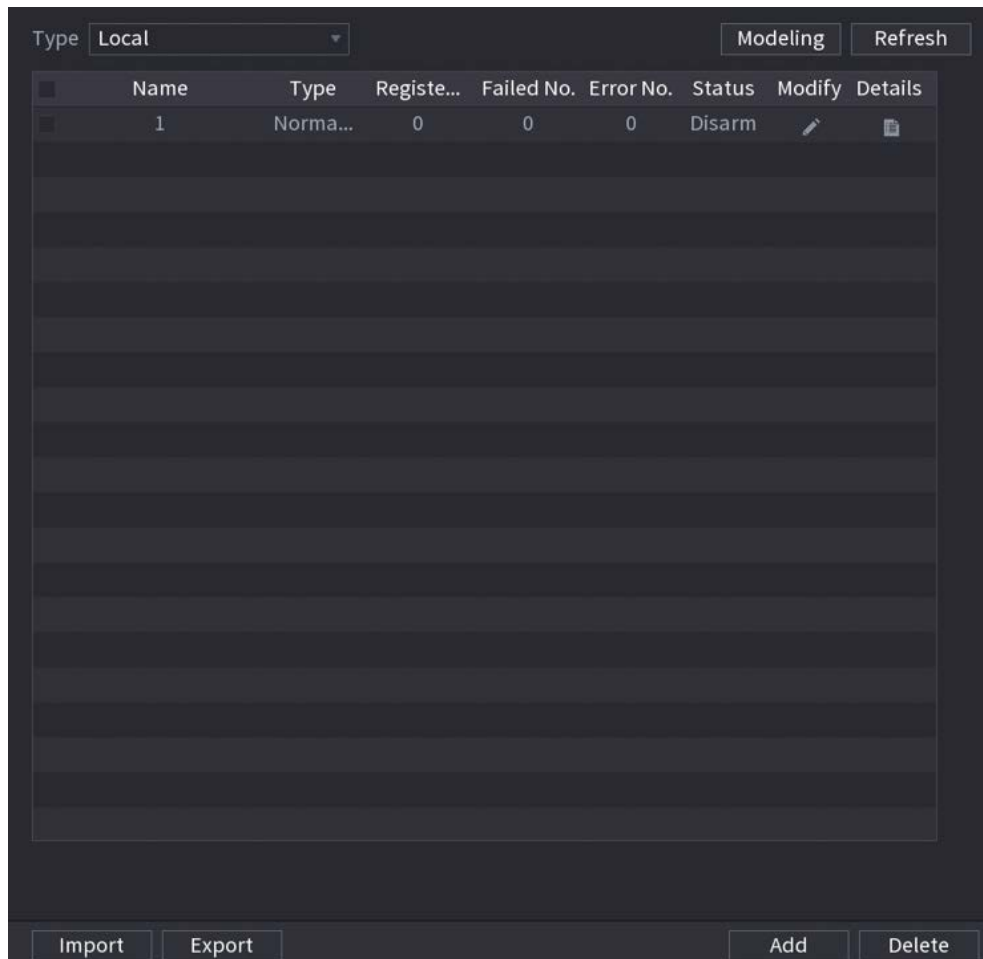 Type Local Modeling Refresh
Name Type Registe... Failed No. Error No. Status Modify Details
1 Norma... 0 0 0 Disarm
Import Export Add Delete